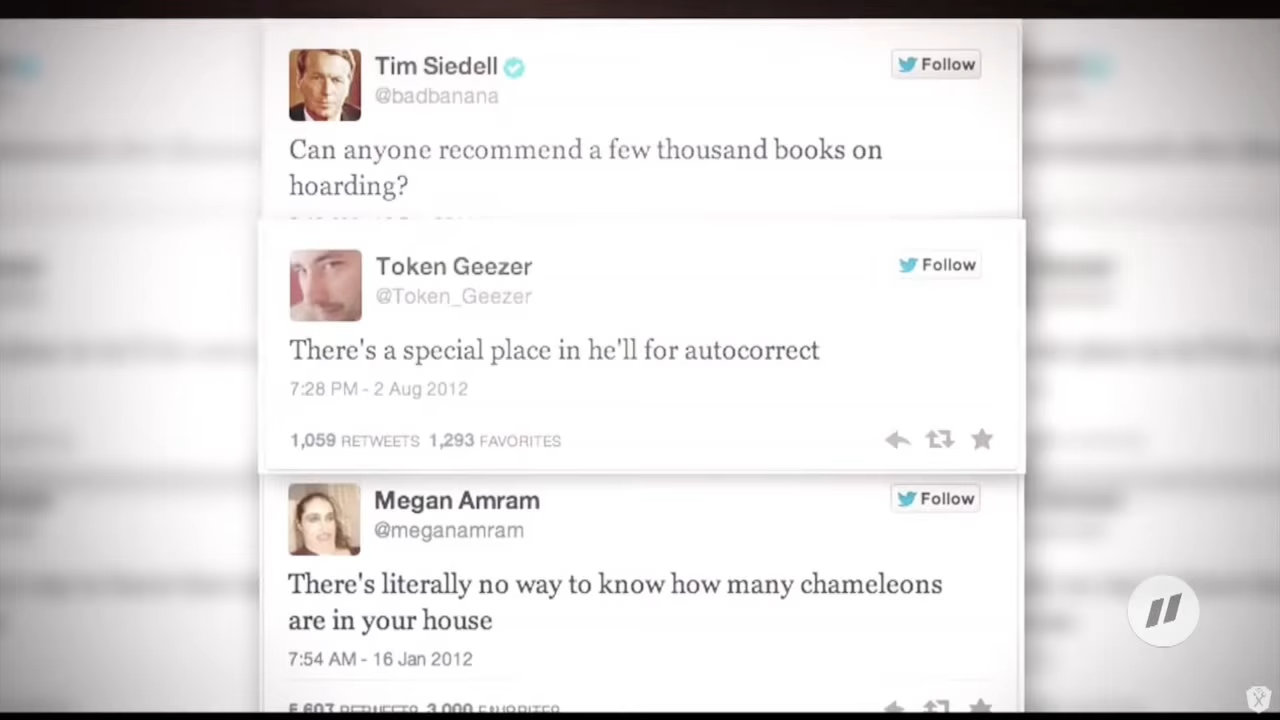 Tim Siedell
Follow
@badbanana
Can anyone recommend a few thousand books on
hoarding?
Token Geezer
Follow
@Token_Geezer
There's a special place in he'll for autocorrect
7:28 PM - 2 Aug 2012
1,059 RETWEETS 1,293 FAVORITES
Megan Amram
Follow
@meganamram
There's literally no way to know how many chameleons
are in your house
7:54 AM - 16 Jan 2012
RETWEETS FAVORITES